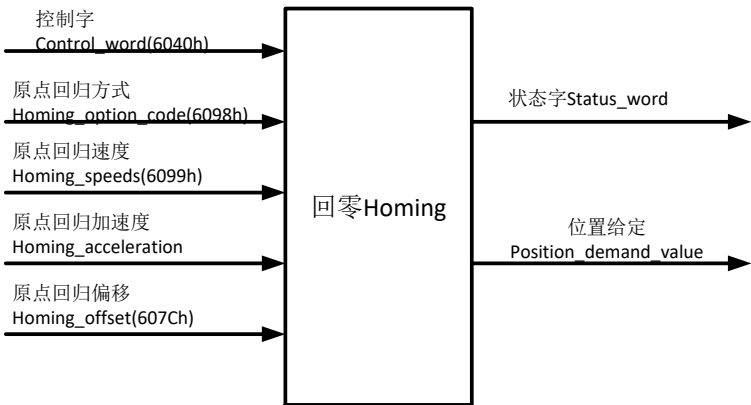 控制字
Control_word(6040h)
原点回归方式
Homing_option_code(6098h)
原点回归速度
Homing_speeds(6099h)
原点回归加速度
Homing_acceleration
原点回归偏移
Homing_offset(607Ch)
回零Homing
状态字Status_word
位置给定
Position_demand_value